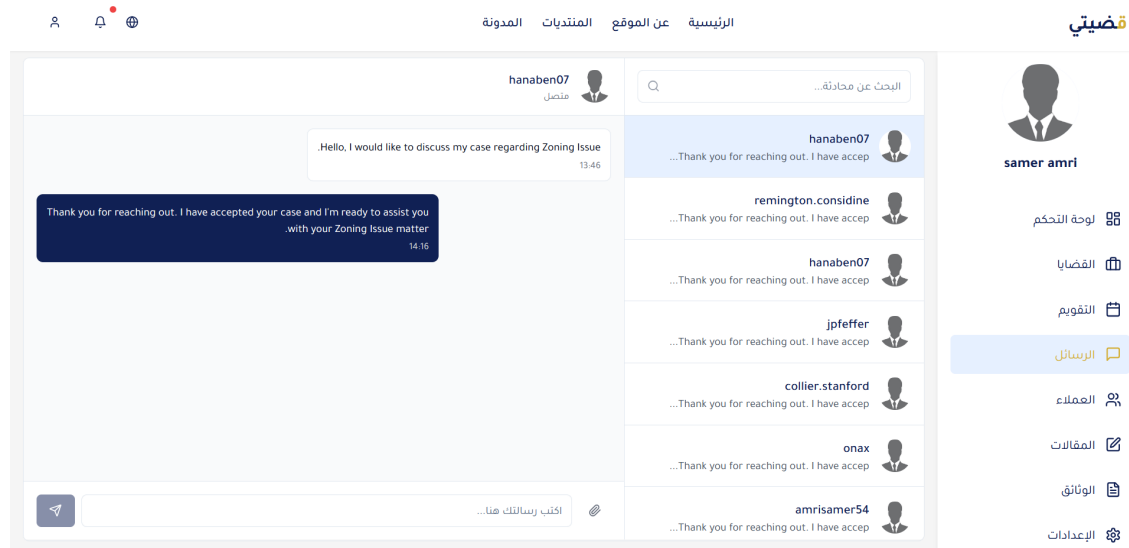 قضيتي
الرئيسية
عن الموقع
المنتديات
المدونة
samer amri
لوحة التحكم
القضايا
التقويم
الرسائل
العملاء
المقالات
الوثائق
الإعدادات
البحث عن محادثة...
hanaben07
Thank you for reaching out. I have accep...
remington.considine
Thank you for reaching out. I have accep...
hanaben07
Thank you for reaching out. I have accep...
jpfeffer
Thank you for reaching out. I have accep...
collier.stanford
Thank you for reaching out. I have accep...
onax
Thank you for reaching out. I have accep...
amrisamer54
Thank you for reaching out. I have accep...
hanaben07
متصل
Hello, I would like to discuss my case regarding Zoning Issue.
13:46
Thank you for reaching out. I have accepted your case and I'm ready to assist you
with your Zoning Issue matter.
14:16
اكتب رسالتك هنا...